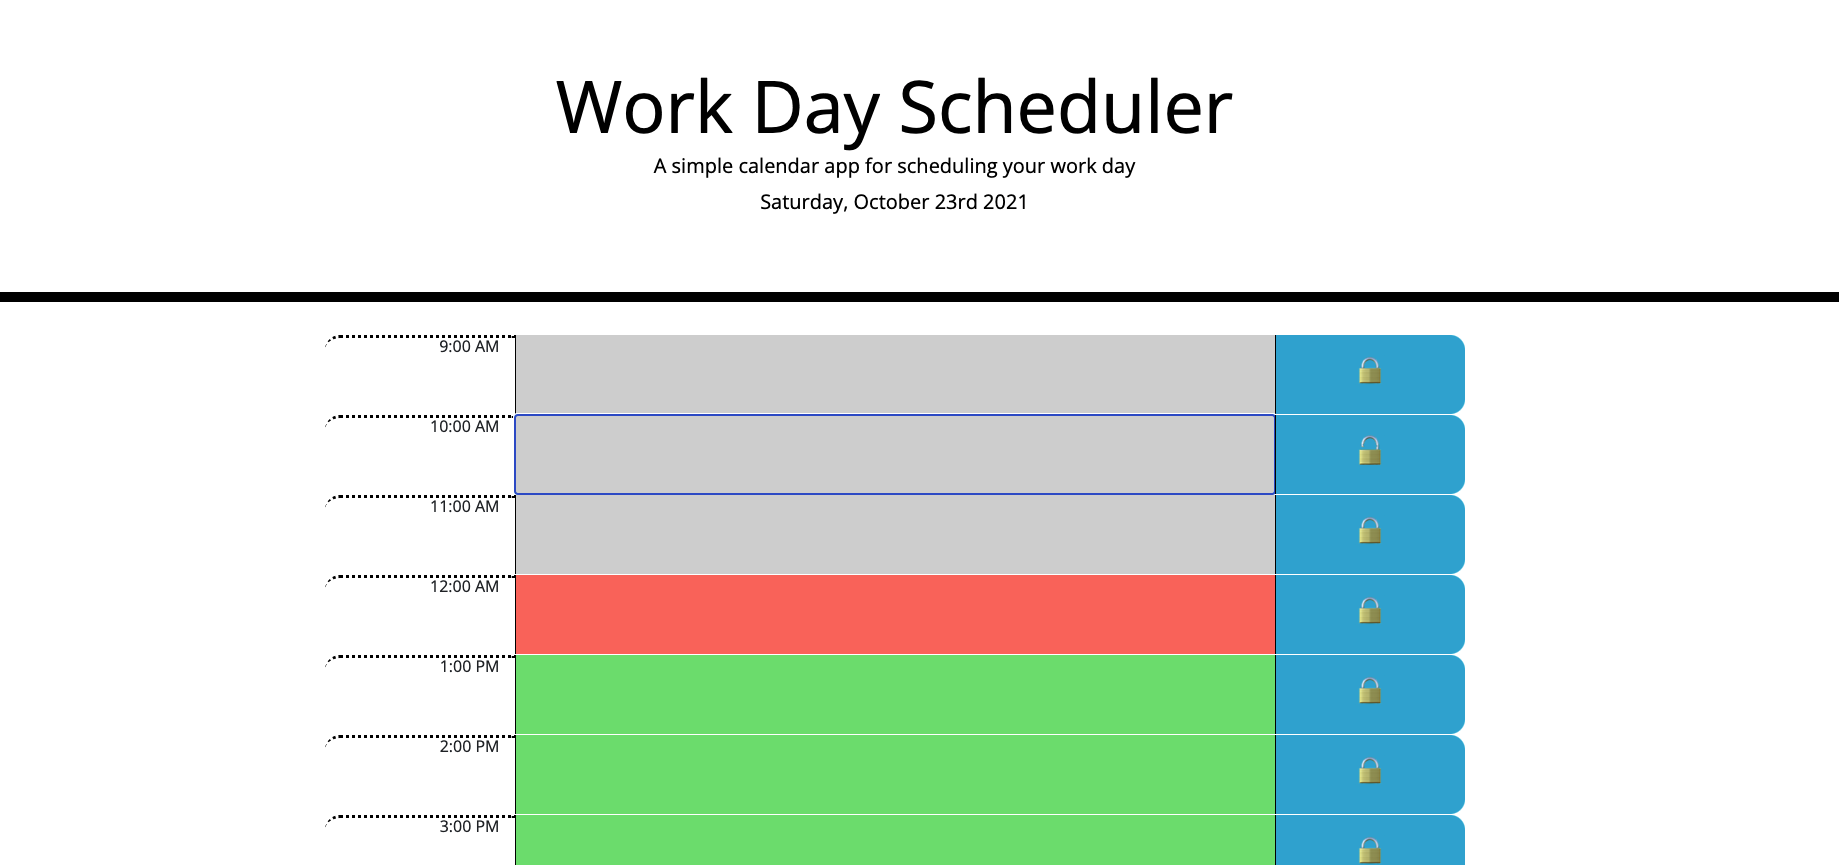 Work Day Scheduler
A simple calendar app for scheduling your work day
Saturday, October 23rd 2021
9:00 AM
10:00 AM
11:00 AM
12:00 AM
1:00 PM
2:00 PM
3:00 PM